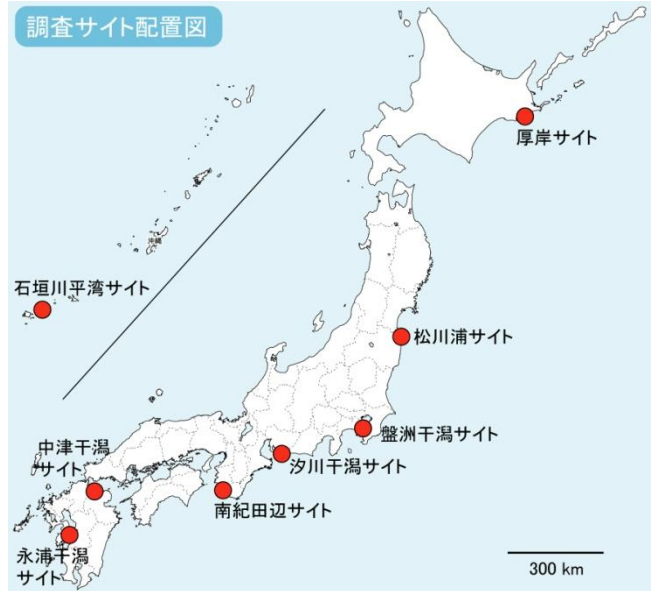 調査サイト配置図
厚岸サイト
沖縄
石垣川平湾サイト
松川浦サイト
盤洲干潟サイト
中津干潟
サイト
汐川干潟サイト
南紀田辺サイト
永浦干潟
サイト
300 km